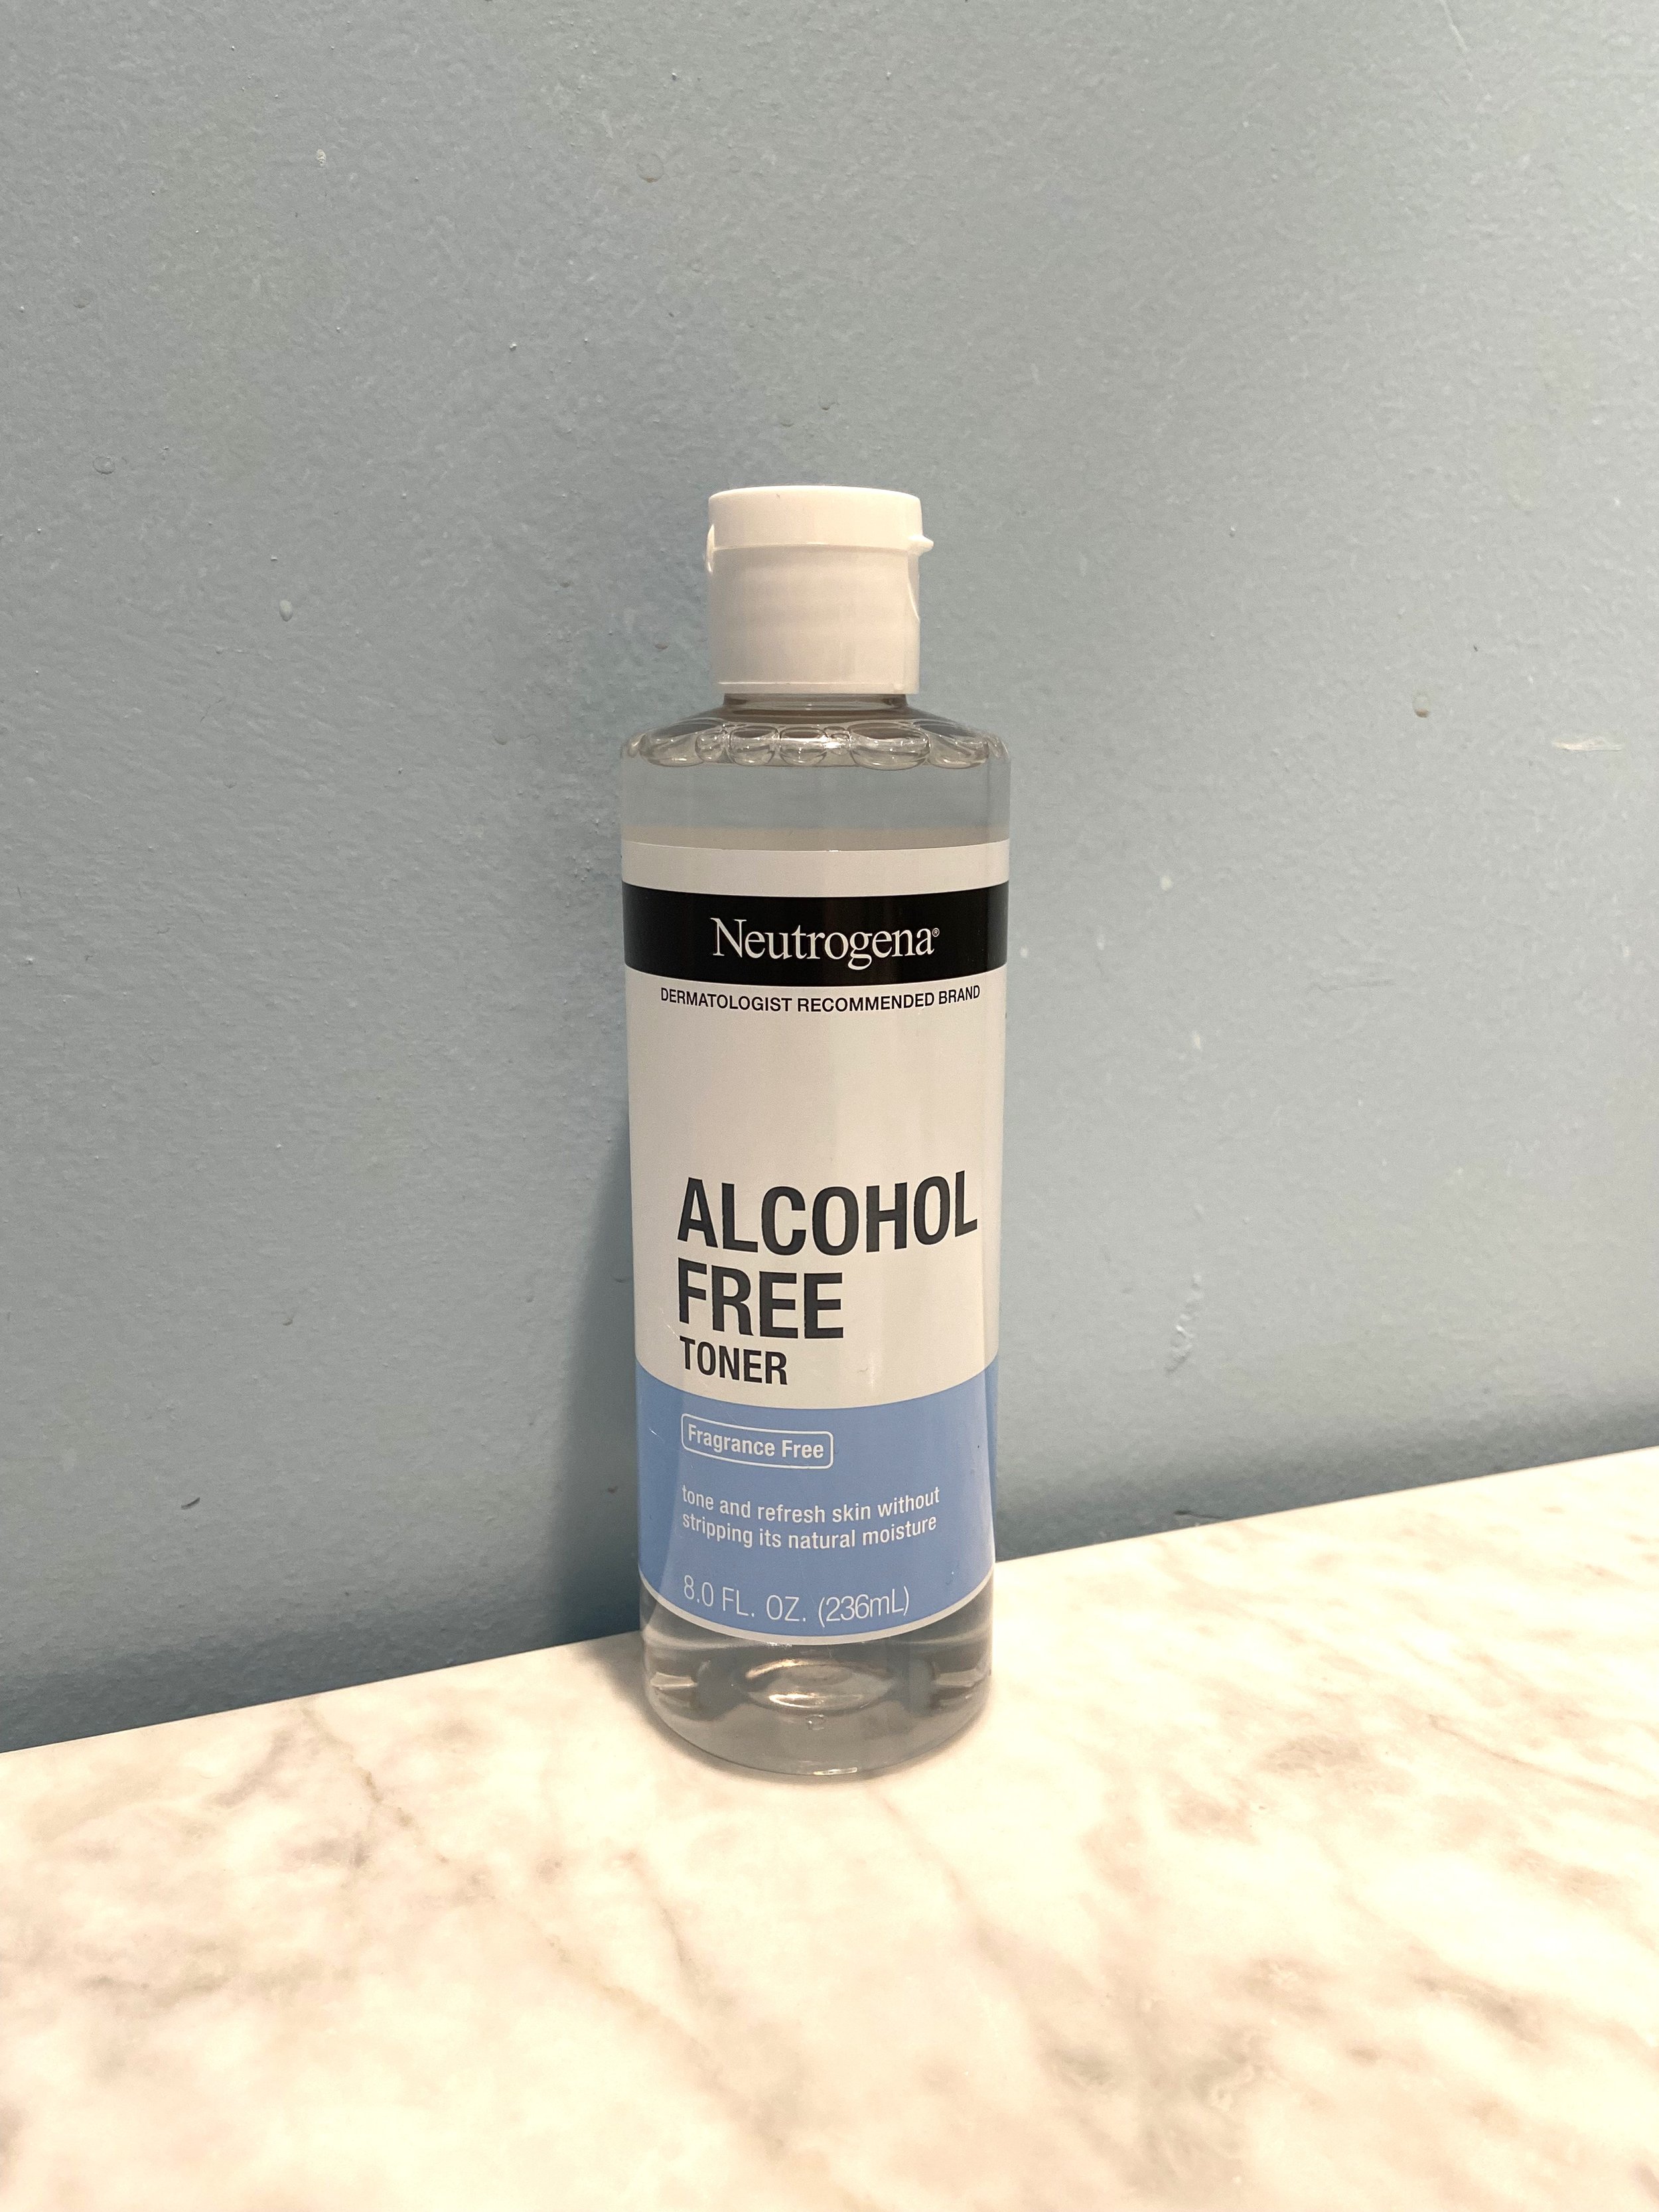 Neutrogena®
DERMATOLOGIST RECOMMENDED BRAND
ALCOHOL
FREE
TONER
Fragrance Free
tone and refresh skin without
stripping its natural moisture
8.0 FL. OZ. (236mL)